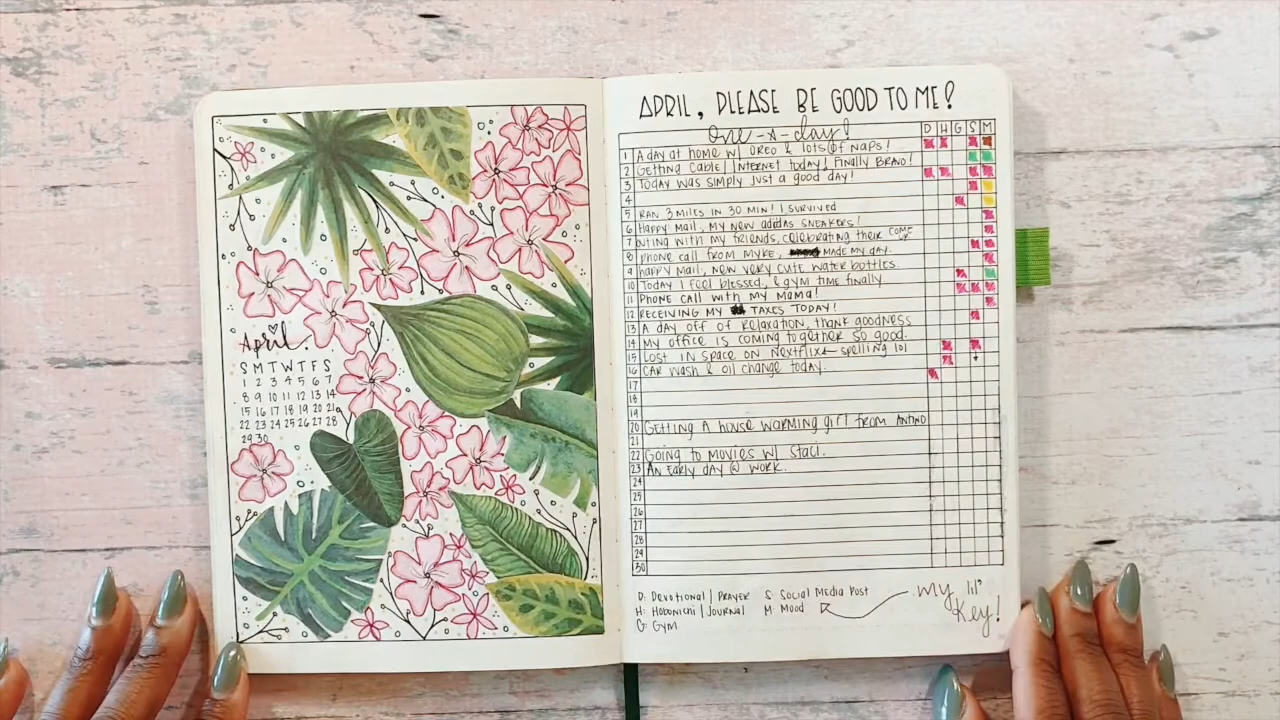 April.
S M T W T F S
1 2 3 4 5 6 7
8 9 10 11 12 13 14
15 16 17 18 19 20 21
22 23 24 25 26 27 28
29 30
APRIL, PLEASE BE GOOD TO ME!
One-A-day!
D H G S M
1 A day at home w/ OREO & lots of NAPS!
2 Getting Cable/Internet today! Finally BRAVO!
3 Today was simply just a good day!
4
5 RAN 3 MILES IN 30 MIN! I SURVIVED
6 Happy Mail, My new adidas sneakers!
7 with my friends, celebrating their COME UP
8 phone call from MYKE, MADE MY day.
9 happy Mail, new very cute water bottles.
10 Today I feel blessed, & gym time finally
11 Phone call with my Mama!
12 RECEIVING MY TAXES TODAY!
13 A day off of relaxation, thank goodness
14 My office is coming together so good.
15 Lost in space on Nextflix ← spelling 101
16 CAR wash & oil change today.
17
18
19
20 Getting A house warming gift from ANTINO
21
22 Going to movies w/ Staci.
23 An early day @ work.
24
25
26
27
28
29
30
D: Devotional | PRAYER S: Social Media Post
H: Hobonichi | Journal M: Mood
G: Gym
my lil' Key!